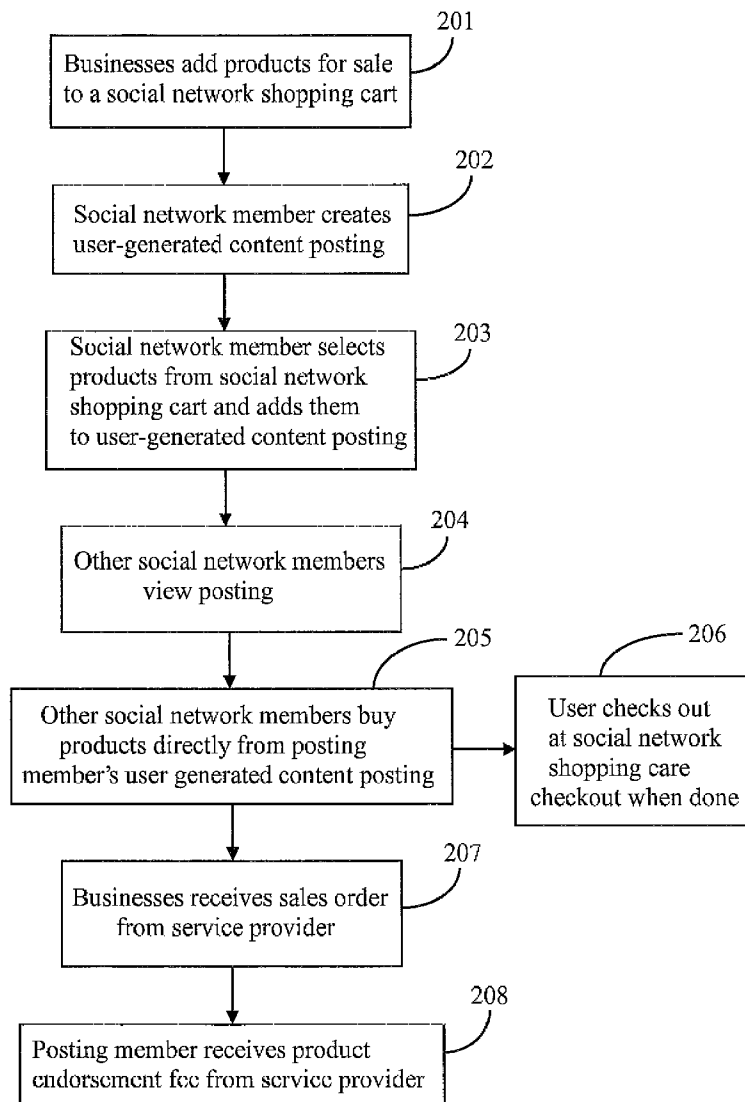 201
Businesses add products for sale
to a social network shopping cart
202
Social network member creates
user-generated content posting
203
Social network member selects
products from social network
shopping cart and adds them
to user-generated content posting
204
Other social network members
view posting
205
Other social network members buy
products directly from posting
member's user generated content posting
206
User checks out
at social network
shopping care
checkout when done
207
Businesses receives sales order
from service provider
208
Posting member receives product
endorsement fee from service provider